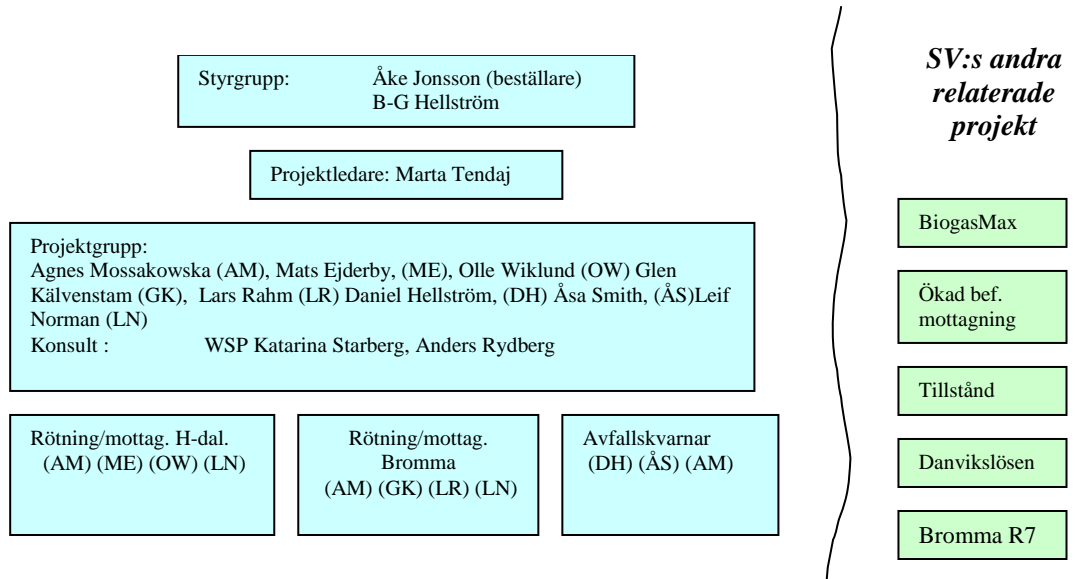 Styrgrupp: Åke Jonsson (beställare)
B-G Hellström
Projektledare: Marta Tendaj
Projektgrupp:
Agnes Mossakowska (AM), Mats Ejderby, (ME), Olle Wiklund (OW) Glen
Kälvenstam (GK), Lars Rahm (LR) Daniel Hellström, (DH) Åsa Smith, (ÅS)Leif
Norman (LN)
Konsult : WSP Katarina Starberg, Anders Rydberg
Rötning/mottag. H-dal.
(AM) (ME) (OW) (LN)
Rötning/mottag.
Bromma
(AM) (GK) (LR) (LN)
Avfallskvarnar
(DH) (ÅS) (AM)
SV:s andra
relaterade
projekt
BiogasMax
Ökad bef.
mottagning
Tillstånd
Danvikslösen
Bromma R7